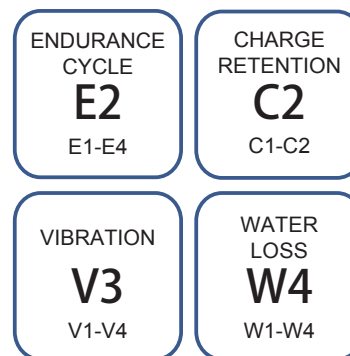 ENDURANCE
CYCLE
E2
E1-E4
CHARGE
RETENTION
C2
C1-C2
VIBRATION
V3
V1-V4
WATER
LOSS
W4
W1-W4